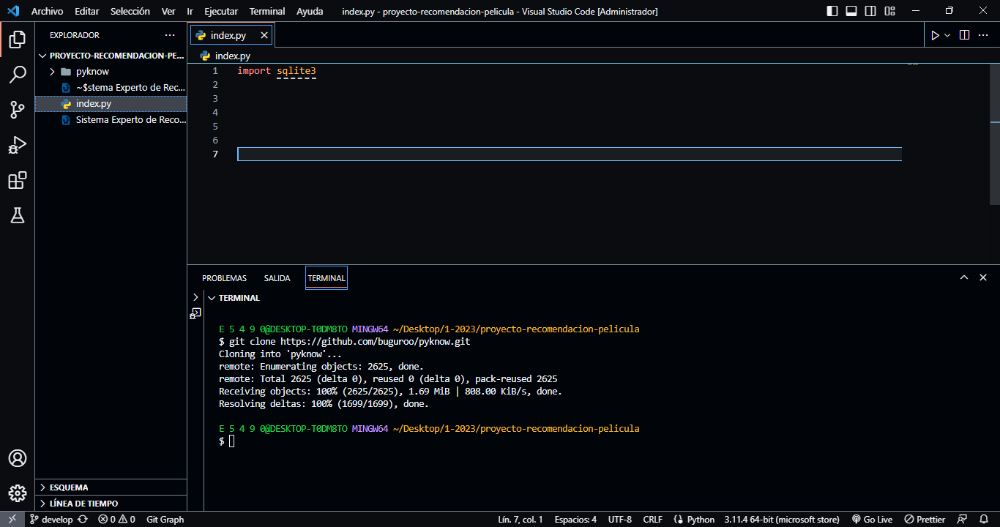 Archivo Editar Selección Ver Ir Ejecutar Terminal Ayuda index.py - proyecto-recomendacion-pelicula - Visual Studio Code [Administrador]
EXPLORADOR
PROYECTO-RECOMENDACION-PE...
pyknow
~$stema Experto de Rec...
index.py
Sistema Experto de Reco...
ESQUEMA
LÍNEA DE TIEMPO
index.py
index.py
1 import sqlite3
2
3
4
5
6
7
PROBLEMAS SALIDA TERMINAL
TERMINAL
E 5 4 9 0@DESKTOP-T0DM8TO MINGW64 ~/Desktop/1-2023/proyecto-recomendacion-pelicula
$ git clone https://github.com/buguroo/pyknow.git
Cloning into 'pyknow'...
remote: Enumerating objects: 2625, done.
remote: Total 2625 (delta 0), reused 0 (delta 0), pack-reused 2625
Receiving objects: 100% (2625/2625), 1.69 MiB | 808.00 KiB/s, done.
Resolving deltas: 100% (1699/1699), done.
E 5 4 9 0@DESKTOP-T0DM8TO MINGW64 ~/Desktop/1-2023/proyecto-recomendacion-pelicula
$
develop 0 0 Git Graph Lín. 7, col. 1 Espacios: 4 UTF-8 CRLF Python 3.11.4 64-bit (microsoft store) Go Live Prettier